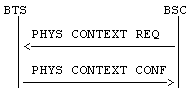 BTS BSC
PHYS CONTEXT REQ
PHYS CONTEXT CONF